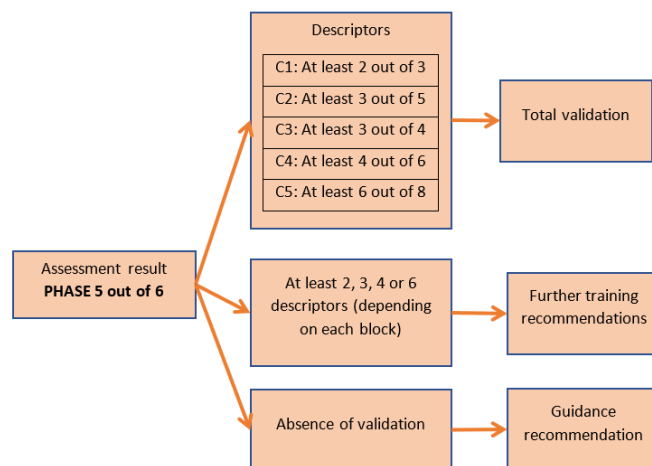 Descriptors
C1: At least 2 out of 3
C2: At least 3 out of 5
C3: At least 3 out of 4
C4: At least 4 out of 6
C5: At least 6 out of 8
Total validation
Assessment result
PHASE 5 out of 6
At least 2, 3, 4 or 6
descriptors (depending
on each block)
Further training
recommendations
Absence of validation
Guidance
recommendation